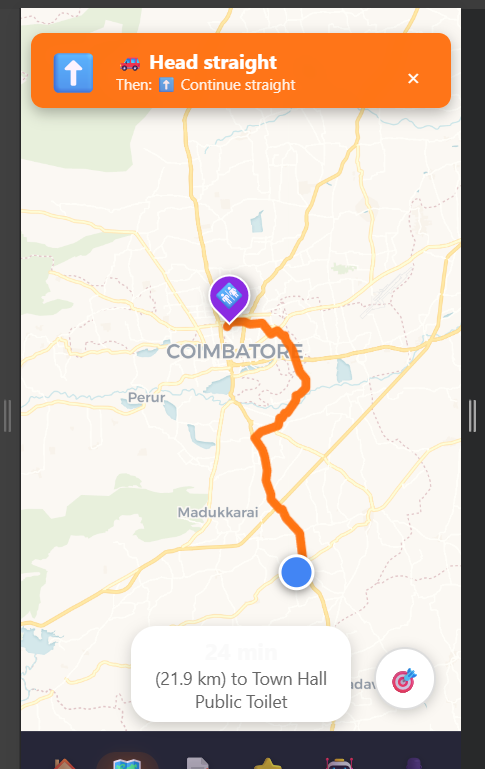 Head straight
Then: Continue straight
×
COIMBATORE
Perur
Madukkarai
24 min
(21.9 km) to Town Hall
Public Toilet